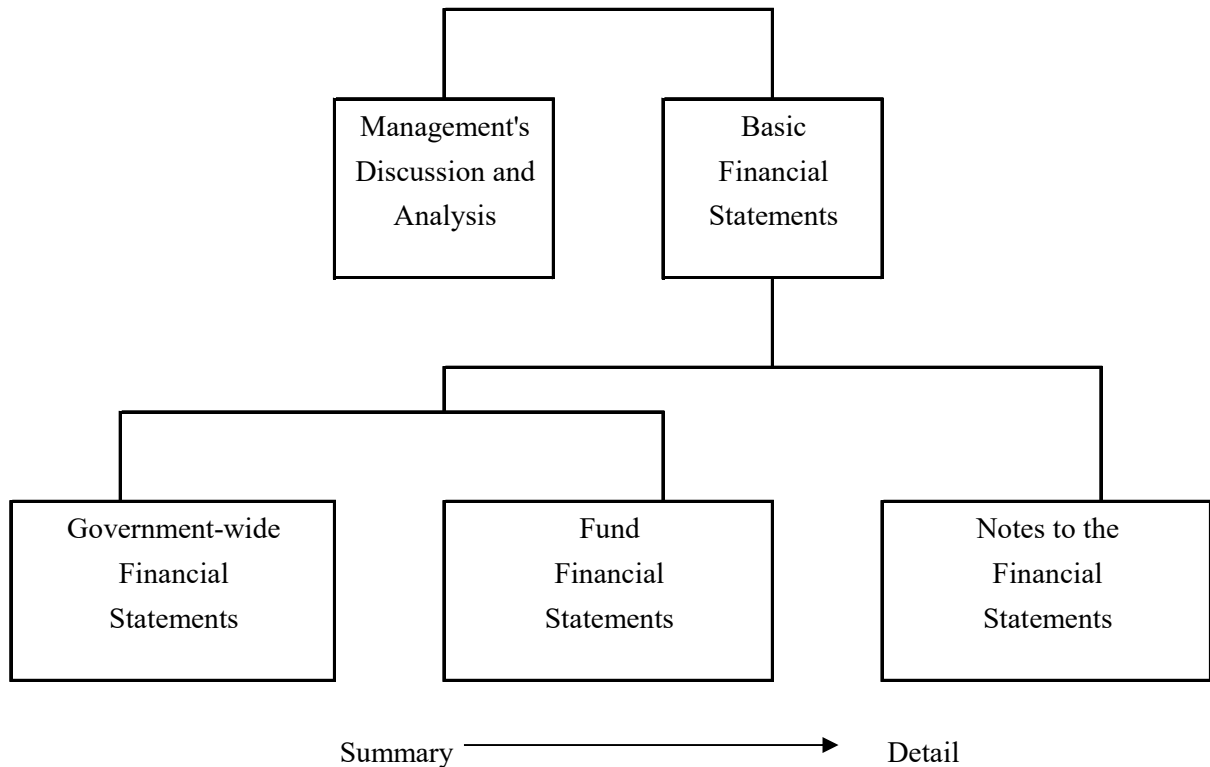 Management's
Discussion and
Analysis
Basic
Financial
Statements
Government-wide
Financial
Statements
Fund
Financial
Statements
Notes to the
Financial
Statements
Summary
Detail